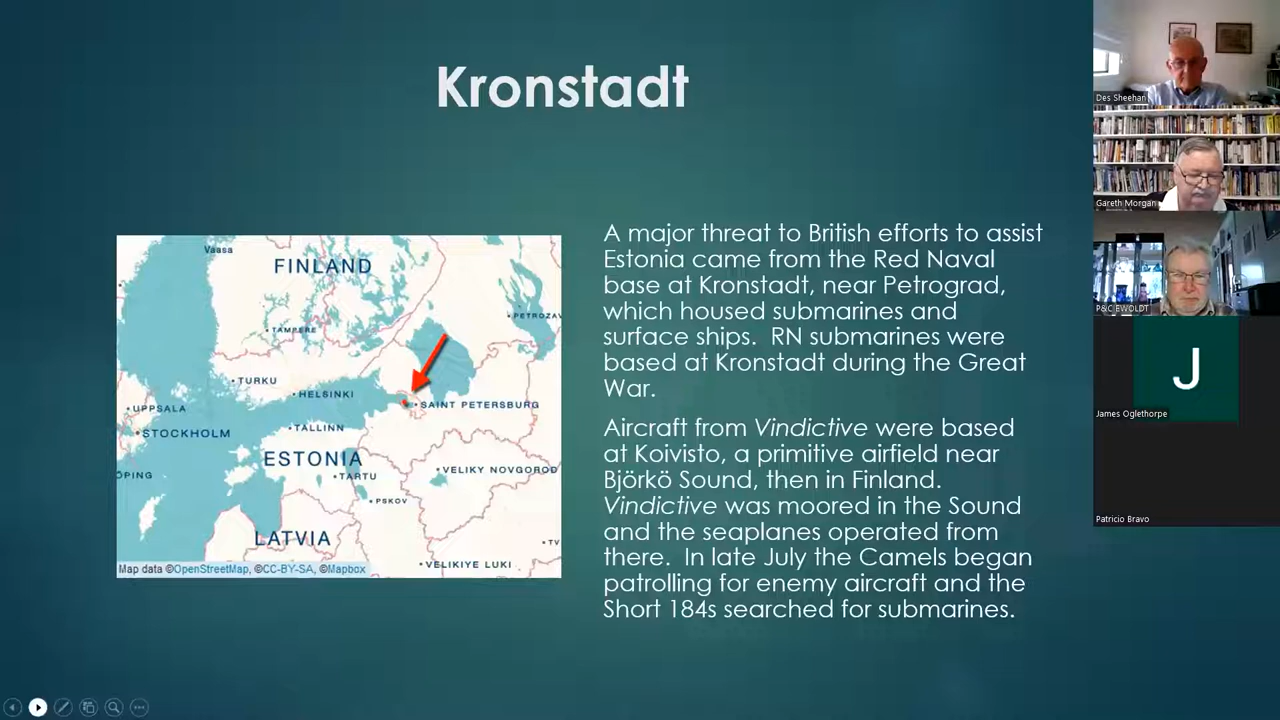 Kronstadt
A major threat to British efforts to assist
Estonia came from the Red Naval
base at Kronstadt, near Petrograd,
which housed submarines and
surface ships.  RN submarines were
based at Kronstadt during the Great
War.
Aircraft from Vindictive were based
at Koivisto, a primitive airfield near
Björkö Sound, then in Finland.
Vindictive was moored in the Sound
and the seaplanes operated from
there.  In late July the Camels began
patrolling for enemy aircraft and the
Short 184s searched for submarines.
Vaasa
FINLAND
TAMPERE
PETROZAV
TURKU
HELSINKI
SAINT PETERSBURG
UPPSALA
STOCKHOLM
TALLINN
ESTONIA
ÖPING
TARTU
VELIKY NOVGOROD
PSKOV
LATVIA
TV
VELIKIYE LUKI
Map data ©OpenStreetMap, ©CC-BY-SA, ©Mapbox
Des Sheehan
Gareth Morgan
P&C EWOLDT
J
James Oglethorpe
Patricio Bravo